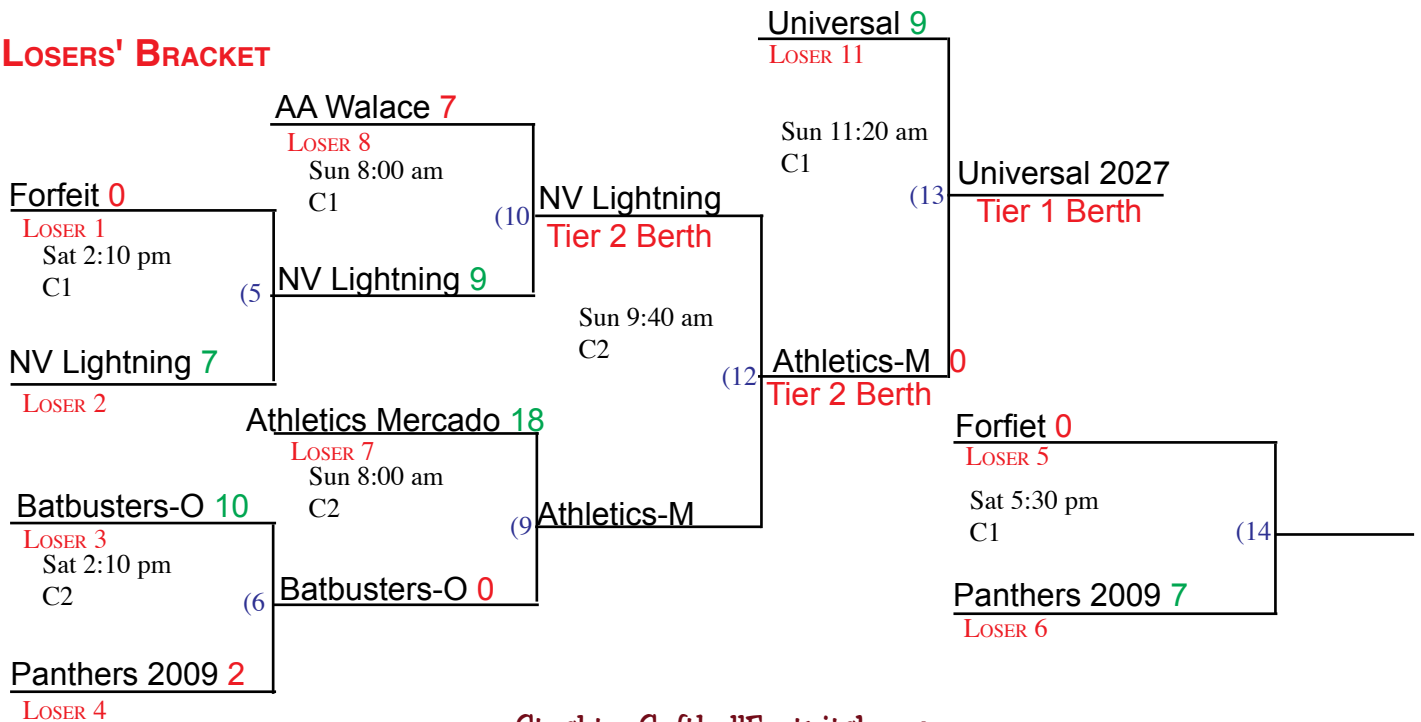 LOSERS' BRACKET
Universal 9
LOSER 11
AA Walace 7
LOSER 8
Sun 8:00 am
C1
Sun 11:20 am
C1
Forfeit 0
LOSER 1
Sat 2:10 pm
C1
(10
NV Lightning
Tier 2 Berth
(13
Universal 2027
Tier 1 Berth
(5
NV Lightning 9
Sun 9:40 am
C2
NV Lightning 7
LOSER 2
(12
Athletics-M 0
Tier 2 Berth
Athletics Mercado 18
LOSER 7
Sun 8:00 am
C2
Forfiet 0
LOSER 5
Sat 5:30 pm
C1
(14
Batbusters-O 10
LOSER 3
Sat 2:10 pm
C2
(9
Athletics-M
(6
Batbusters-O 0
Panthers 2009 7
LOSER 6
Panthers 2009 2
LOSER 4